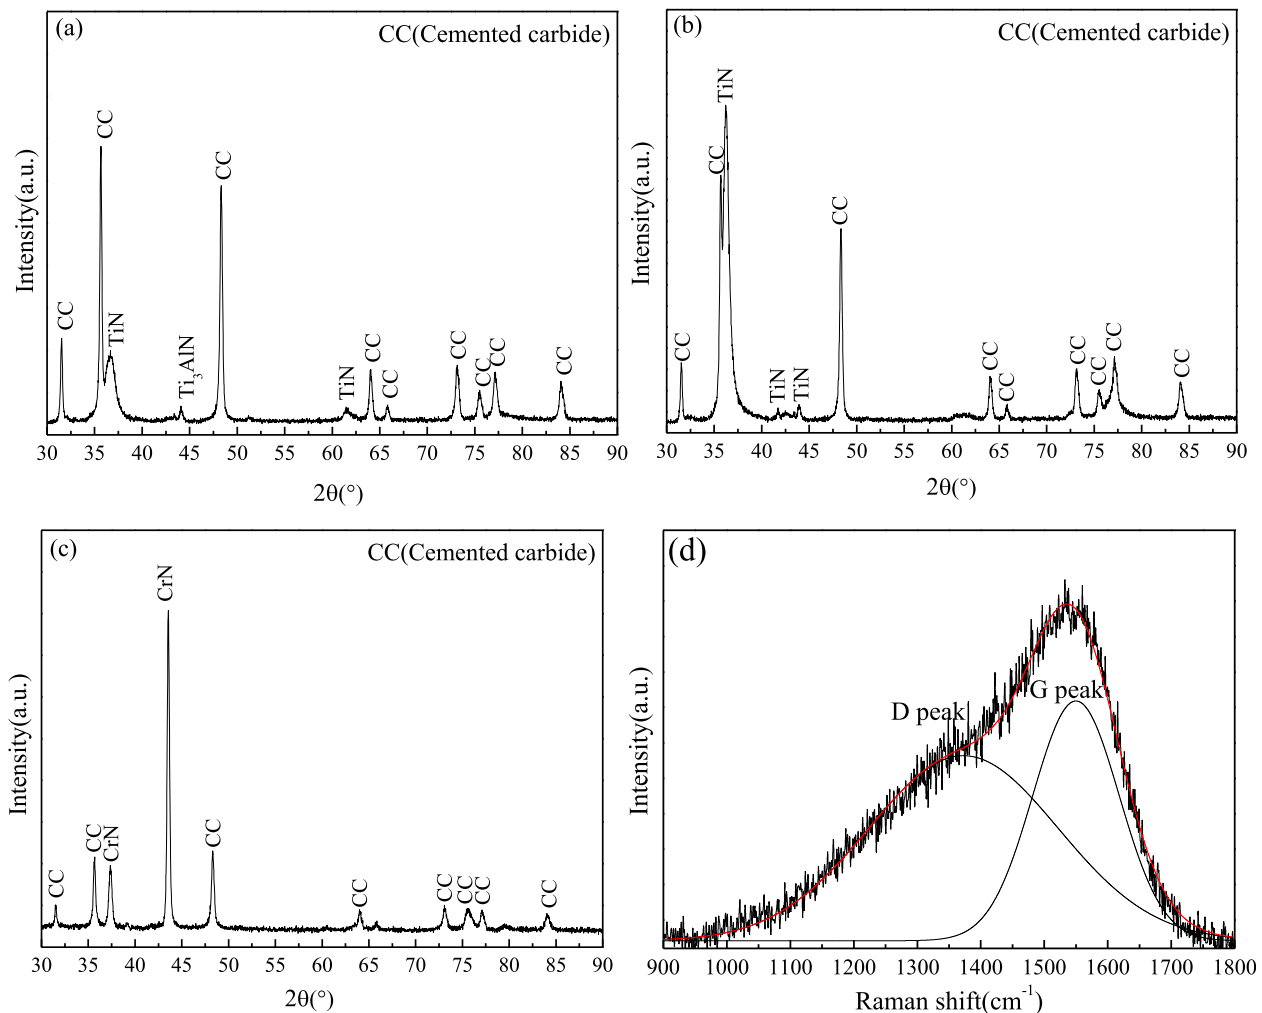 (a)
CC(Cemented carbide)
CC
CC
TiN
Ti3AlN
CC
TiN
CC
CC
CC
CC
CC
CC
Intensity(a.u.)
30 35 40 45 50 55 60 65 70 75 80 85 90
2θ(°)
(b)
CC(Cemented carbide)
CC
CC
TiN
TiN
TiN
CC
CC
CC
CC
CC
CC
CC
Intensity(a.u.)
30 35 40 45 50 55 60 65 70 75 80 85 90
2θ(°)
(c)
CC(Cemented carbide)
CC
CC
CrN
CrN
CC
CC
CC
CC
CC
CC
Intensity(a.u.)
30 35 40 45 50 55 60 65 70 75 80 85 90
2θ(°)
(d)
D peak
G peak
Intensity(a.u.)
900 1000 1100 1200 1300 1400 1500 1600 1700 1800
Raman shift(cm-1)